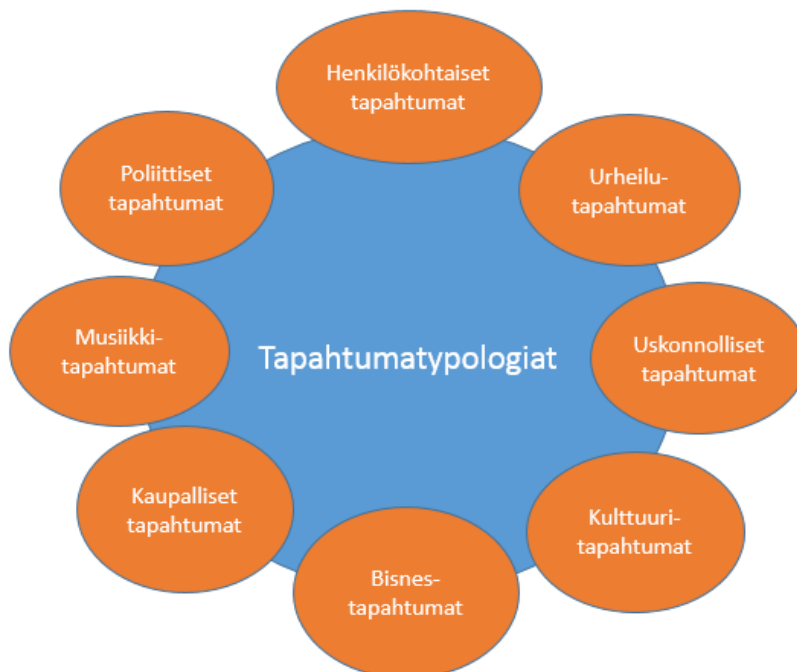 Henkilökohtaiset
tapahtumat
Poliittiset
tapahtumat
Urheilu-
tapahtumat
Musiikki-
tapahtumat
Tapahtumatypologiat
Uskonnolliset
tapahtumat
Kaupalliset
tapahtumat
Kulttuuri-
tapahtumat
Bisnes-
tapahtumat